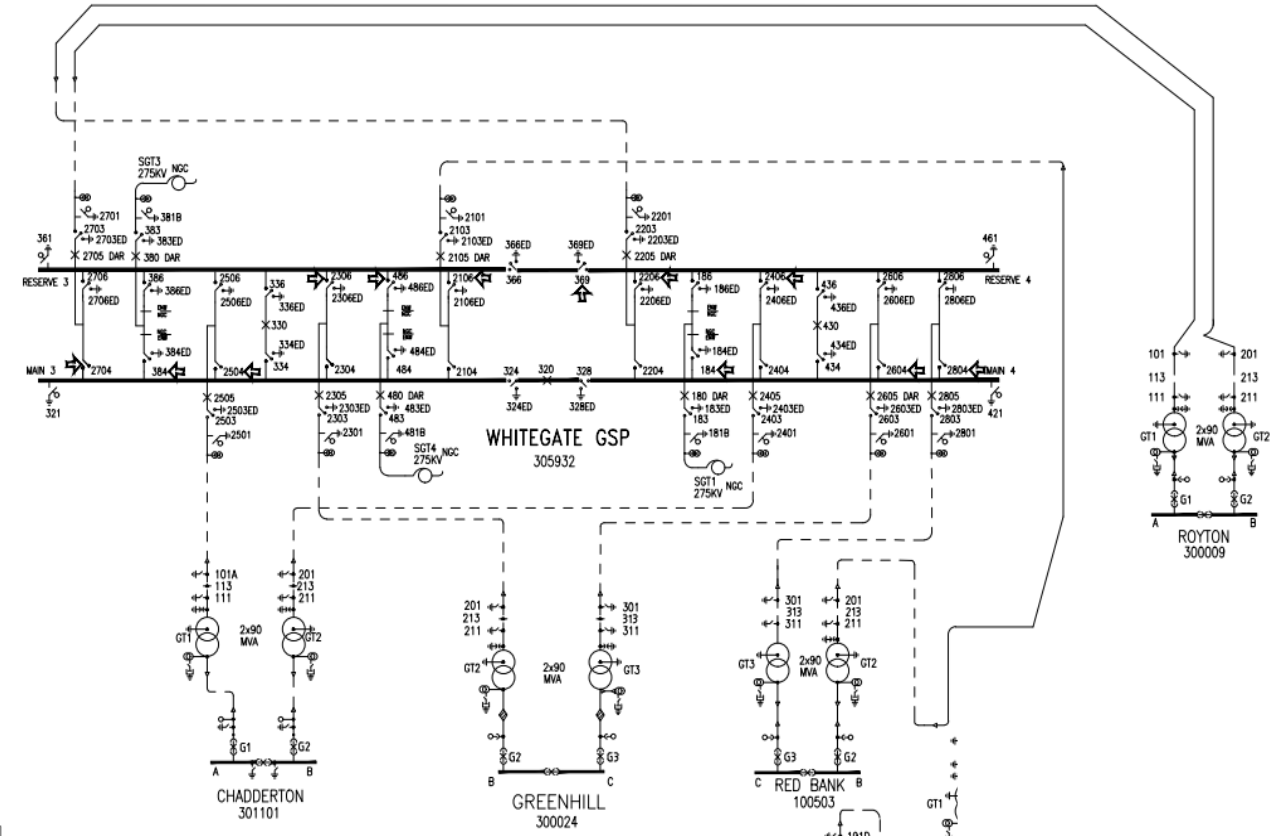 SGT3
275KV NGC
361
2701
2703
2703ED
2705 DAR
381B
383
383ED
380 DAR
2101
2103
2103ED
2105 DAR
366ED
369ED
2201
2203
2203ED
2205 DAR
461
RESERVE 3
2706
2706ED
386
386ED
2506
2506ED
336
336ED
2306
2306ED
486
486ED
2106
2106ED
366
369
2206
2206ED
186
186ED
2406
2406ED
436
436ED
2606
2606ED
2806
2806ED
RESERVE 4
330
430
384ED
334ED
484ED
184ED
434ED
MAIN 3
2704
384
2504
334
2304
484
2104
324
320
328
2204
184
2404
434
2604
2804
MAIN 4
321
324ED
328ED
421
2505
2503ED
2503
2501
2305
2303ED
2303
2301
480 DAR
483ED
483
481B
SGT4
275KV NGC
WHITEGATE GSP
305932
180 DAR
183ED
183
181B
SGT1
275KV NGC
2405
2403ED
2403
2401
2605 DAR
2603ED
2603
2601
2805
2803ED
2803
2801
101
113
111
201
213
211
GT1
2x90
MVA
GT2
G1
G2
A
B
ROYTON
300009
101A
113
111
201
213
211
GT1
2x90
MVA
GT2
G1
G2
A
B
CHADDERTON
301101
201
213
211
301
313
311
GT2
2x90
MVA
GT3
G2
G3
B
C
GREENHILL
300024
301
313
311
201
213
211
GT3
2x90
MVA
GT2
G3
G2
C
B
RED BANK
100503
GT1